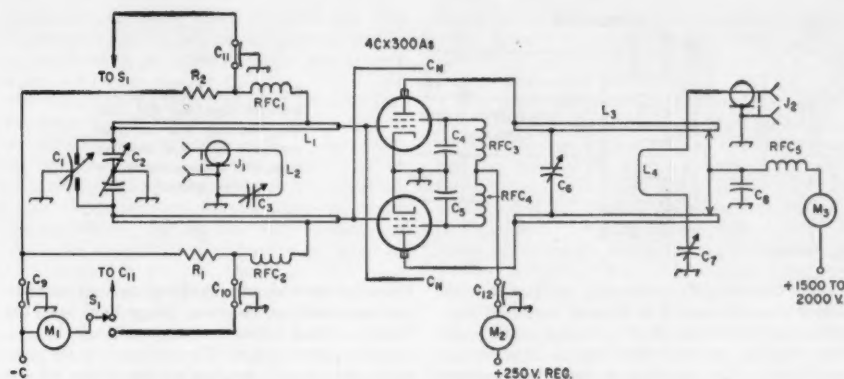 4CX300As
C11
TO S1
R2
RFC1
CN
C1
C2
L1
J1
L2
C3
C4
C5
RFC3
RFC4
L3
C6
L4
J2
RFC5
C8
M3
C7
+1500 TO
2000 V.
R1
RFC2
CN
TO C11
C9
S1
C10
M1
-C
C12
M2
+250 V. REG.